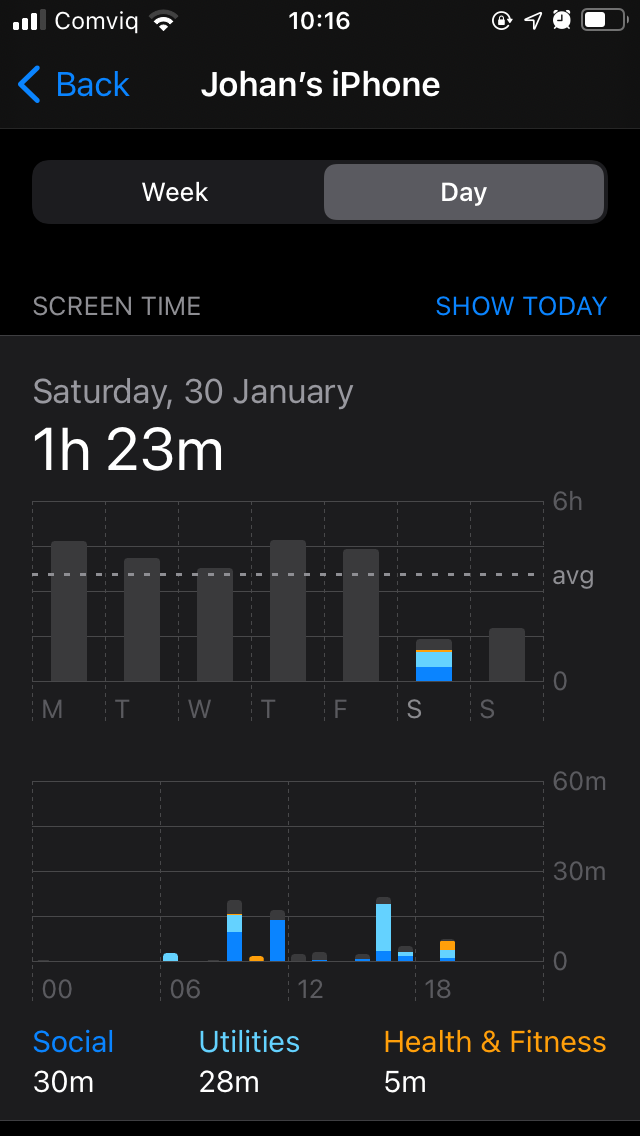 Comviq 10:16
Back Johan’s iPhone
Week Day
SCREEN TIME SHOW TODAY
Saturday, 30 January
1h 23m
6h
avg
0
M T W T F S S
60m
30m
0
00 06 12 18
Social Utilities Health & Fitness
30m 28m 5m